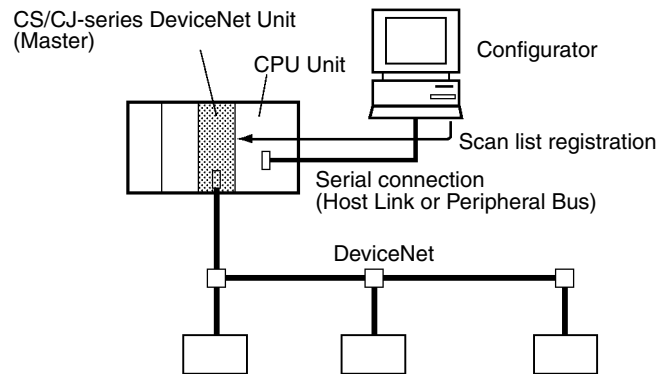 CS/CJ-series DeviceNet Unit
(Master)
CPU Unit
Configurator
Scan list registration
Serial connection
(Host Link or Peripheral Bus)
DeviceNet